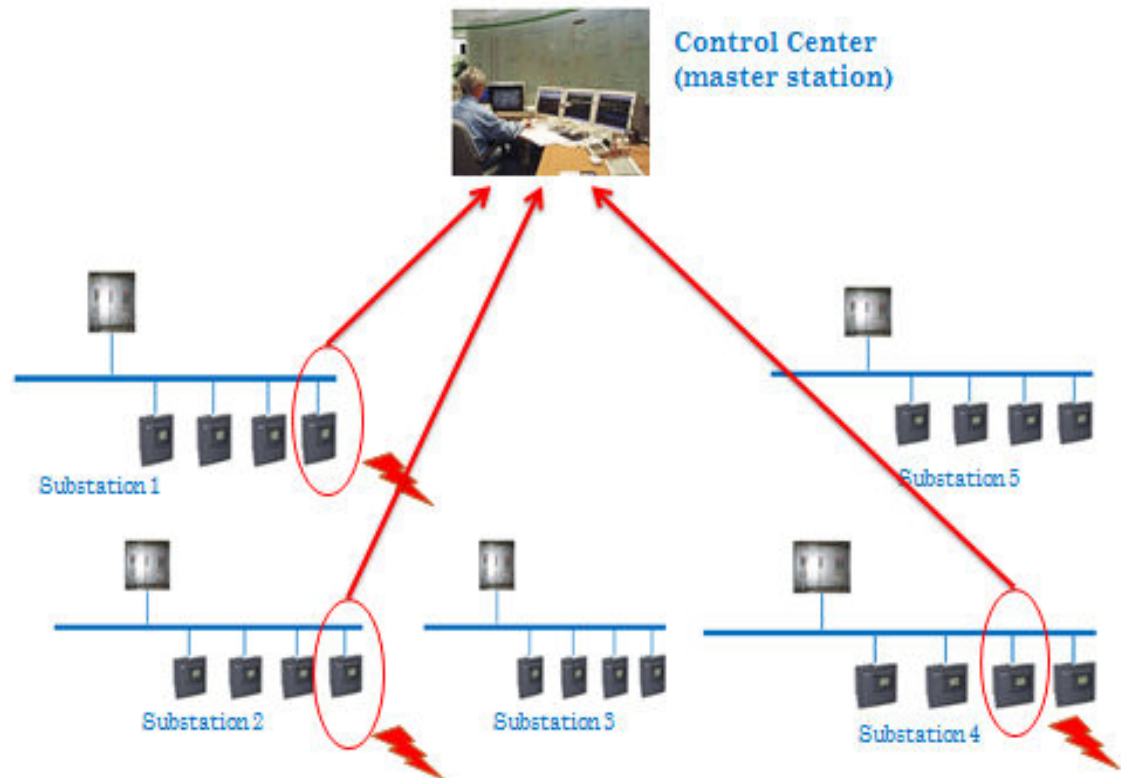 Control Center
(master station)
Substation 1
Substation 5
Substation 2
Substation 3
Substation 4